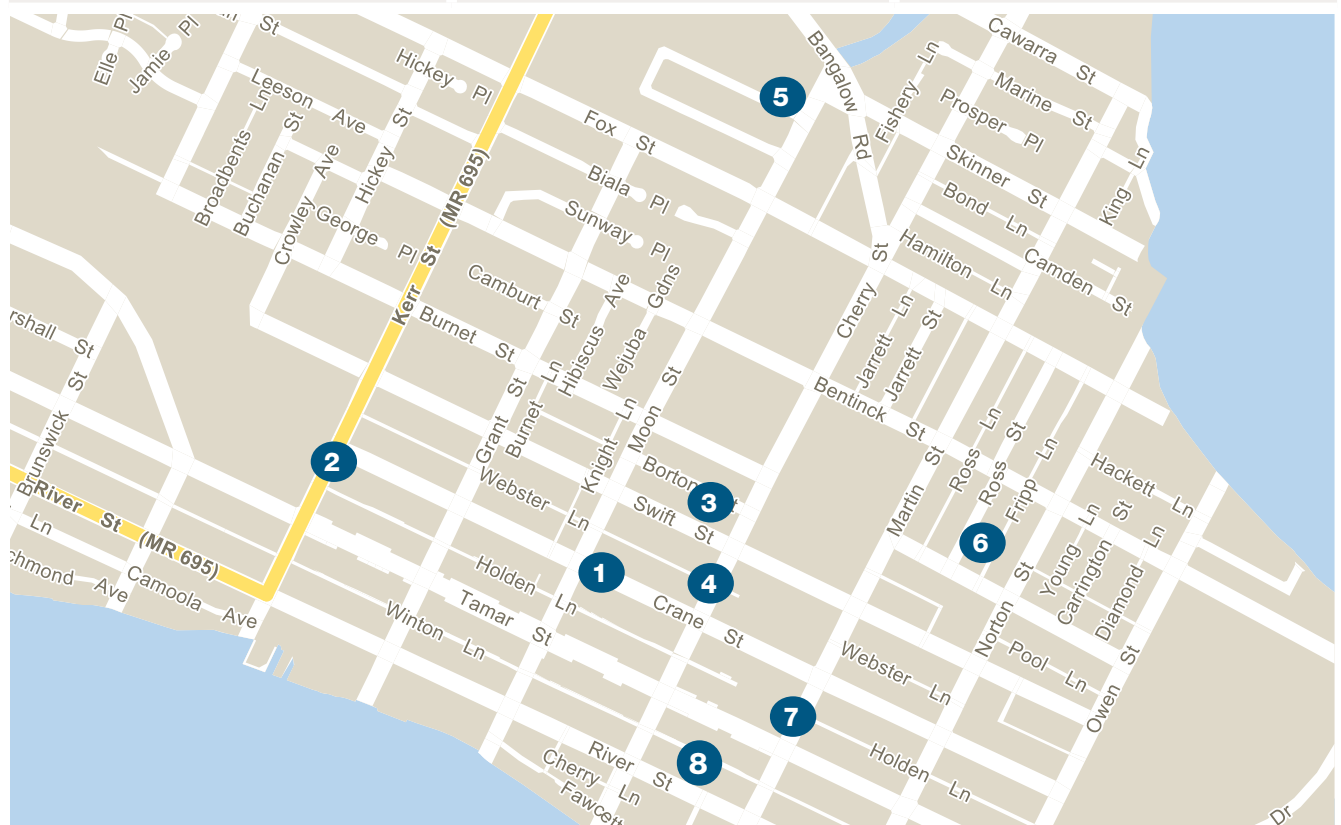 St
Elle Pl
Jamie Pl
Hickey Pl
Leeson Ave
Broadbents Ln
Buchanan St
Crowley Ave
Hickey St
George Pl
Kerr St (MR 695)
Fox St
Biala Pl
Sunway Pl
Bangalow Rd
Fishery Ln
Cawarra St
Marine St
Prosper Pl
Skinner St
Bond Ln
King Ln
Camden St
Hamilton Ln
Cherry St
Jarrett Ln
Jarrett St
Camburt St
Burnet St
Hibiscus Ave
Wejuba Gdns
Burnet Ln
Grant St
Knight Ln
Moon St
Bentinck St
Martin St
Ross Ln
Ross St
Fripp Ln
Hackett Ln
rshall St
Brunswick St
River St (MR 695)
Ln
chmond Ave
Camoola Ave
Webster Ln
Swift St
Holden Ln
Tamar St
Winton Ln
Crane St
Young Ln
Carrington St
Diamond Ln
Norton St
Pool Ln
Owen St
Webster Ln
Holden Ln
River St
Cherry Ln
Fawcett
Dr
1
2
3
4
5
6
7
8